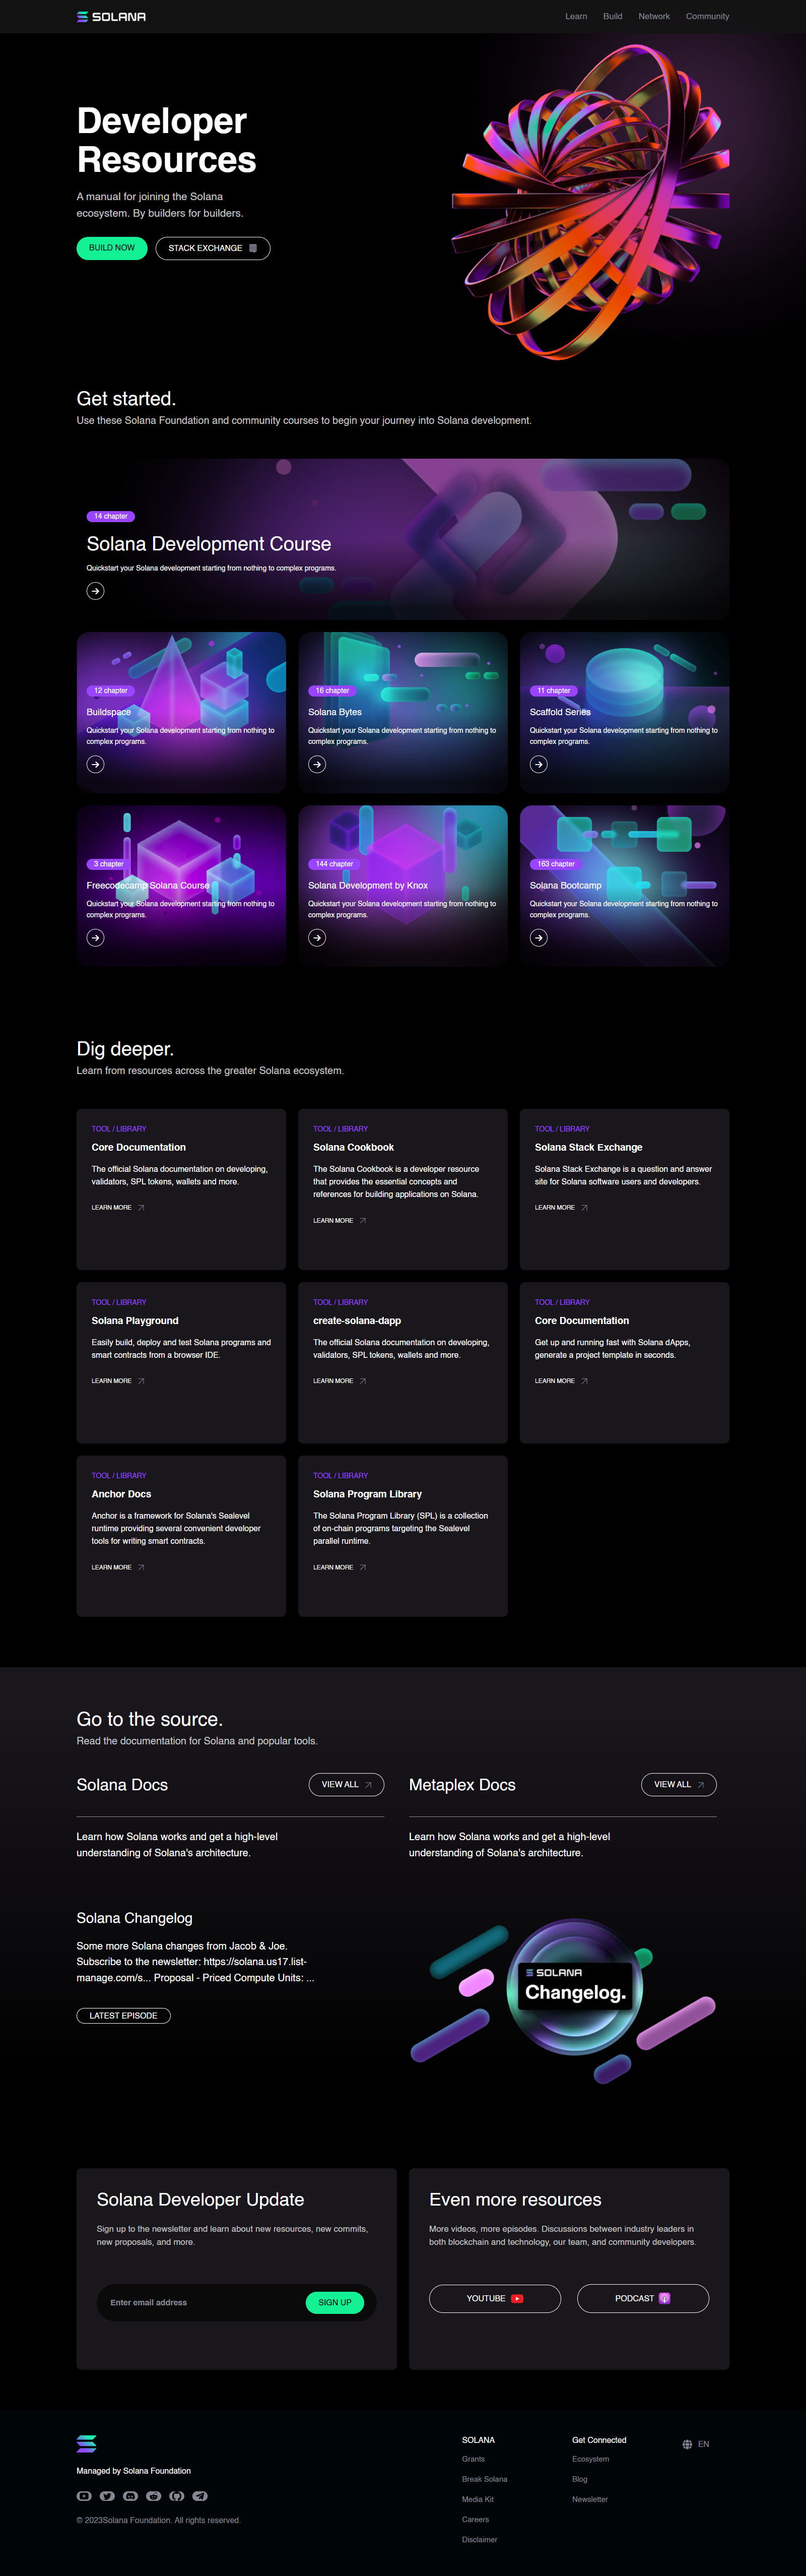 SOLANA
Learn
Build
Network
Community
Developer
Resources
A manual for joining the Solana
ecosystem. By builders for builders.
BUILD NOW
STACK EXCHANGE
Get started.
Use these Solana Foundation and community courses to begin your journey into Solana development.
14 chapter
Solana Development Course
Quickstart your Solana development starting from nothing to complex programs.
12 chapter
Buildspace
Quickstart your Solana development starting from nothing to
complex programs.
16 chapter
Solana Bytes
Quickstart your Solana development starting from nothing to
complex programs.
11 chapter
Scaffold Series
Quickstart your Solana development starting from nothing to
complex programs.
3 chapter
Freecodecamp Solana Course
Quickstart your Solana development starting from nothing to
complex programs.
144 chapter
Solana Development by Knox
Quickstart your Solana development starting from nothing to
complex programs.
163 chapter
Solana Bootcamp
Quickstart your Solana development starting from nothing to
complex programs.
Dig deeper.
Learn from resources across the greater Solana ecosystem.
TOOL / LIBRARY
Core Documentation
The official Solana documentation on developing,
validators, SPL tokens, wallets and more.
LEARN MORE
TOOL / LIBRARY
Solana Cookbook
The Solana Cookbook is a developer resource
that provides the essential concepts and
references for building applications on Solana.
LEARN MORE
TOOL / LIBRARY
Solana Stack Exchange
Solana Stack Exchange is a question and answer
site for Solana software users and developers.
LEARN MORE
TOOL / LIBRARY
Solana Playground
Easily build, deploy and test Solana programs and
smart contracts from a browser IDE.
LEARN MORE
TOOL / LIBRARY
create-solana-dapp
The official Solana documentation on developing,
validators, SPL tokens, wallets and more.
LEARN MORE
TOOL / LIBRARY
Core Documentation
Get up and running fast with Solana dApps,
generate a project template in seconds.
LEARN MORE
TOOL / LIBRARY
Anchor Docs
Anchor is a framework for Solana's Sealevel
runtime providing several convenient developer
tools for writing smart contracts.
LEARN MORE
TOOL / LIBRARY
Solana Program Library
The Solana Program Library (SPL) is a collection
of on-chain programs targeting the Sealevel
parallel runtime.
LEARN MORE
Go to the source.
Read the documentation for Solana and popular tools.
Solana Docs
VIEW ALL
Learn how Solana works and get a high-level
understanding of Solana's architecture.
Metaplex Docs
VIEW ALL
Learn how Solana works and get a high-level
understanding of Solana's architecture.
Solana Changelog
Some more Solana changes from Jacob & Joe.
Subscribe to the newsletter: https://solana.us17.list-
manage.com/s... Proposal - Priced Compute Units: ...
LATEST EPISODE
SOLANA
Changelog.
Solana Developer Update
Sign up to the newsletter and learn about new resources, new commits,
new proposals, and more.
Enter email address
SIGN UP
Even more resources
More videos, more episodes. Discussions between industry leaders in
both blockchain and technology, our team, and community developers.
YOUTUBE
PODCAST
Managed by Solana Foundation
© 2023Solana Foundation. All rights reserved.
SOLANA
Grants
Break Solana
Media Kit
Careers
Disclaimer
Get Connected
Ecosystem
Blog
Newsletter
EN